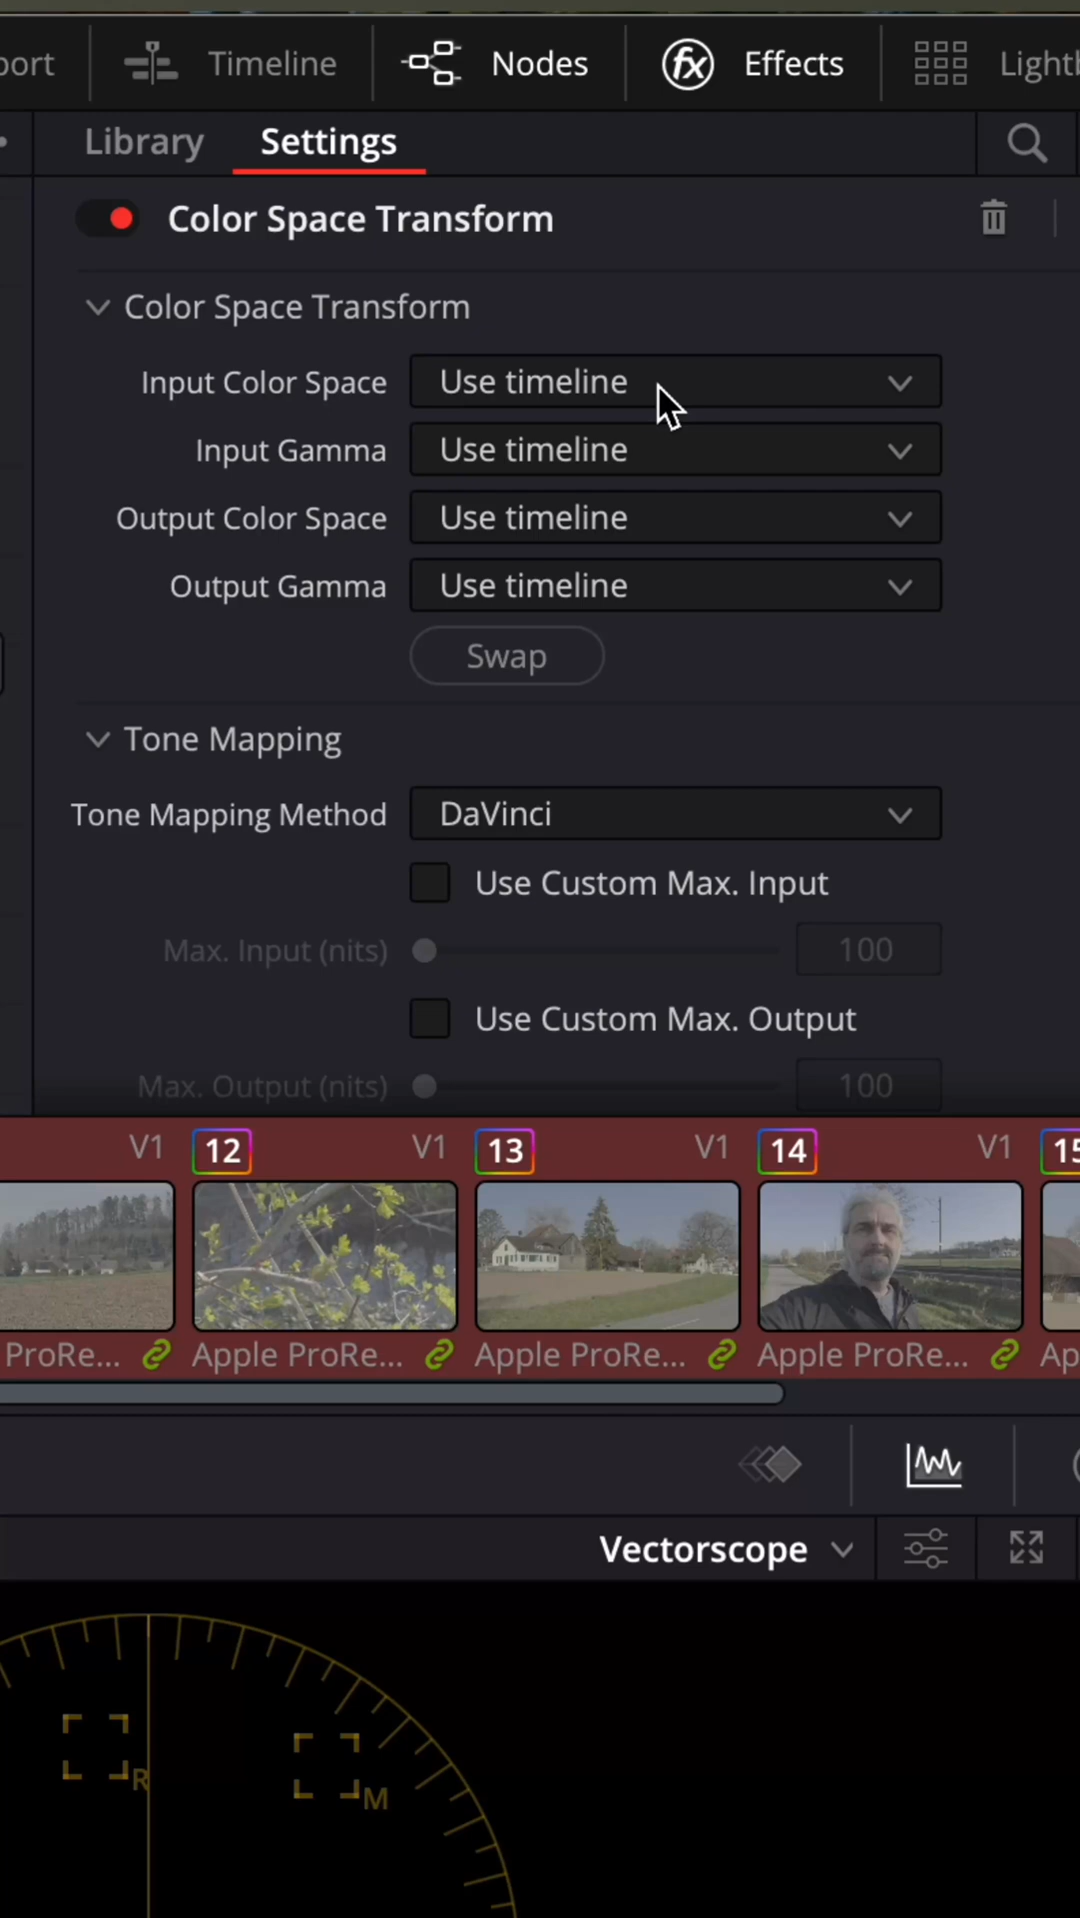 port Timeline Nodes fx Effects Lightb
Library Settings
Color Space Transform
Color Space Transform
Input Color Space Use timeline
Input Gamma Use timeline
Output Color Space Use timeline
Output Gamma Use timeline
Swap
Tone Mapping
Tone Mapping Method DaVinci
Use Custom Max. Input
Max. Input (nits) 100
Use Custom Max. Output
Max. Output (nits) 100
V1 12 V1 13 V1 14 V1 15
ProRe... Apple ProRe... Apple ProRe... Apple ProRe... Ap
Vectorscope
R
M